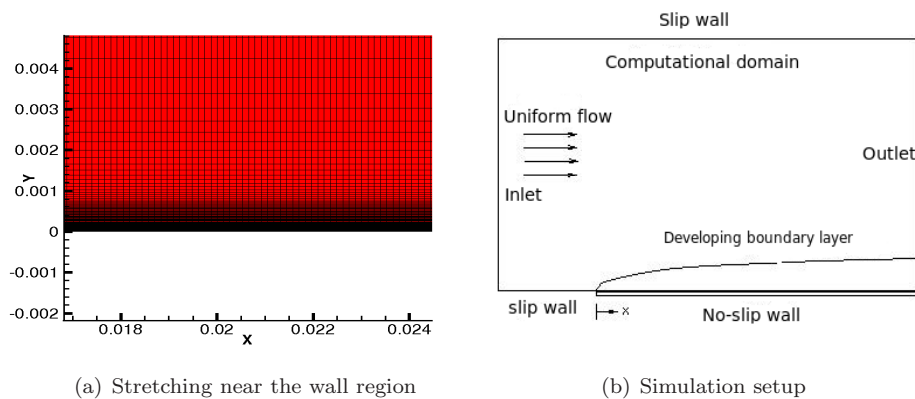 0.004
0.003
0.002
0.001
0
-0.001
-0.002
Y
0.018
0.02
0.022
0.024
X
(a) Stretching near the wall region
Slip wall
Computational domain
Uniform flow
Outlet
Inlet
Developing boundary layer
slip wall
x
No-slip wall
(b) Simulation setup